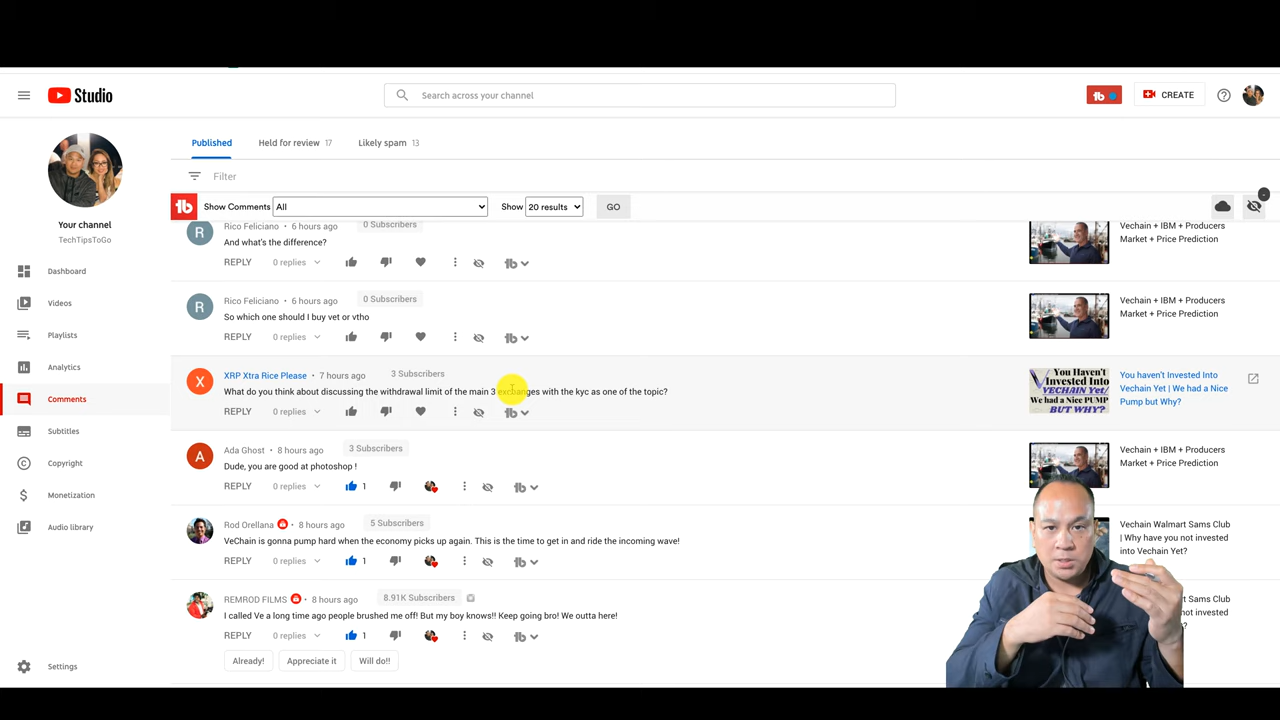 Studio
Search across your channel
CREATE
Your channel
TechTipsToGo
Dashboard
Videos
Playlists
Analytics
Comments
Subtitles
Copyright
Monetization
Audio library
Settings
Published
Held for review 17
Likely spam 13
Filter
Show Comments All Show 20 results GO
Rico Feliciano • 6 hours ago 0 Subscribers
And what's the difference?
REPLY 0 replies
Vechain + IBM + Producers
Market + Price Prediction
Rico Feliciano • 6 hours ago 0 Subscribers
R
So which one should I buy vet or vtho
REPLY 0 replies
Vechain + IBM + Producers
Market + Price Prediction
XRP Xtra Rice Please • 7 hours ago 3 Subscribers
X
What do you think about discussing the withdrawal limit of the main 3 exchanges with the kyc as one of the topic?
REPLY 0 replies
You Haven't
Invested Into
Vechain Yet/
We had a Nice
PUMP
BUT WHY?
You haven't Invested Into
Vechain Yet | We had a Nice
Pump but Why?
Ada Ghost • 8 hours ago 3 Subscribers
A
Dude, you are good at photoshop !
REPLY 0 replies 1
Vechain + IBM + Producers
Market + Price Prediction
Rod Orellana • 8 hours ago 5 Subscribers
VeChain is gonna pump hard when the economy picks up again. This is the time to get in and ride the incoming wave!
REPLY 0 replies 1
Vechain Walmart Sams Club
| Why have you not invested
into Vechain Yet?
REMROD FILMS • 8 hours ago 8.91K Subscribers
I called Ve a long time ago people brushed me off! But my boy knows!! Keep going bro! We outta here!
REPLY 0 replies 1
Sams Club
not invested
Already! Appreciate it Will do!!